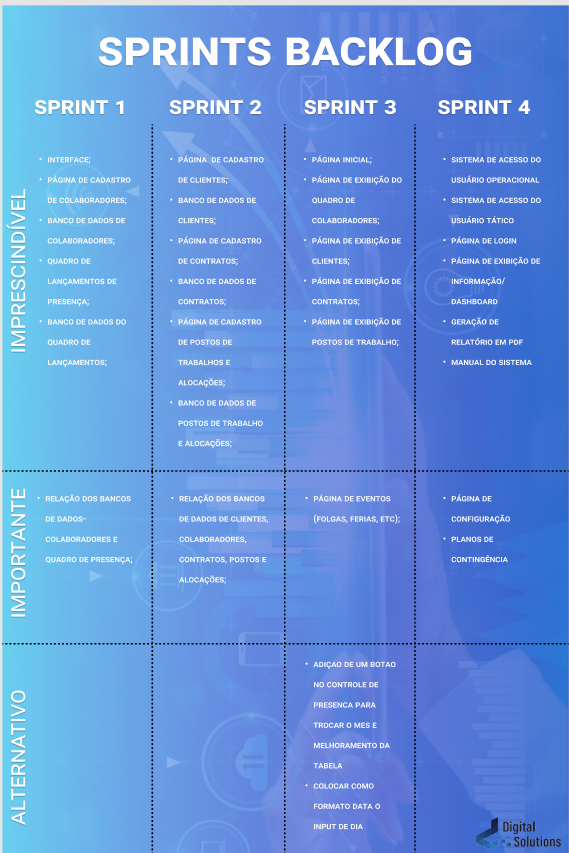 SPRINTS BACKLOG
SPRINT 1
SPRINT 2
SPRINT 3
SPRINT 4
IMPRESCINDÍVEL
• INTERFACE;
• PÁGINA DE CADASTRO
DE COLABORADORES;
• BANCO DE DADOS DE
COLABORADORES;
• QUADRO DE
LANÇAMENTOS DE
PRESENÇA;
• BANCO DE DADOS DO
QUADRO DE
LANÇAMENTOS;
• PÁGINA DE CADASTRO
DE CLIENTES;
• BANCO DE DADOS DE
CLIENTES;
• PÁGINA DE CADASTRO
DE CONTRATOS;
• BANCO DE DADOS DE
CONTRATOS;
• PÁGINA DE CADASTRO
DE POSTOS DE
TRABALHOS E
ALOCAÇÕES;
• BANCO DE DADOS DE
POSTOS DE TRABALHO
E ALOCAÇÕES;
• PÁGINA INICIAL;
• PÁGINA DE EXIBIÇÃO DO
QUADRO DE
COLABORADORES;
• PÁGINA DE EXIBIÇÃO DE
CLIENTES;
• PÁGINA DE EXIBIÇÃO DE
CONTRATOS;
• PÁGINA DE EXIBIÇÃO DE
POSTOS DE TRABALHO;
• SISTEMA DE ACESSO DO
USUÁRIO OPERACIONAL
• SISTEMA DE ACESSO DO
USUÁRIO TÁTICO
• PÁGINA DE LOGIN
• PÁGINA DE EXIBIÇÃO DE
INFORMAÇÃO/
DASHBOARD
• GERAÇÃO DE
RELATÓRIO EM PDF
• MANUAL DO SISTEMA
IMPORTANTE
• RELAÇÃO DOS BANCOS
DE DADOS-
COLABORADORES E
QUADRO DE PRESENÇA;
• RELAÇÃO DOS BANCOS
DE DADOS DE CLIENTES,
COLABORADORES,
CONTRATOS, POSTOS E
ALOCAÇÕES;
• PÁGINA DE EVENTOS
(FOLGAS, FERIAS, ETC);
• PÁGINA DE
CONFIGURAÇÃO
• PLANOS DE
CONTINGÊNCIA
ALTERNATIVO
• ADIÇAO DE UM BOTAO
NO CONTROLE DE
PRESENCA PARA
TROCAR O MES E
MELHORAMENTO DA
TABELA
• COLOCAR COMO
FORMATO DATA O
INPUT DE DIA
Digital
Solutions